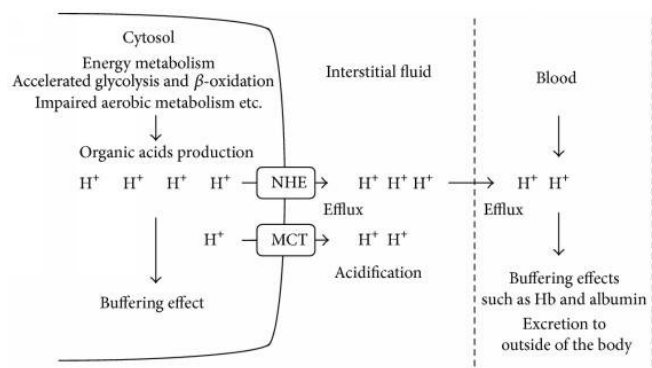 Cytosol
Energy metabolism
Accelerated glycolysis and β-oxidation
Impaired aerobic metabolism etc.
Organic acids production
H⁺ H⁺ H⁺ H⁺
NHE
H⁺ H⁺ H⁺
Efflux
H⁺
MCT
H⁺ H⁺
Acidification
Buffering effect
Interstitial fluid
Blood
H⁺ H⁺
Efflux
Buffering effects
such as Hb and albumin
Excretion to
outside of the body